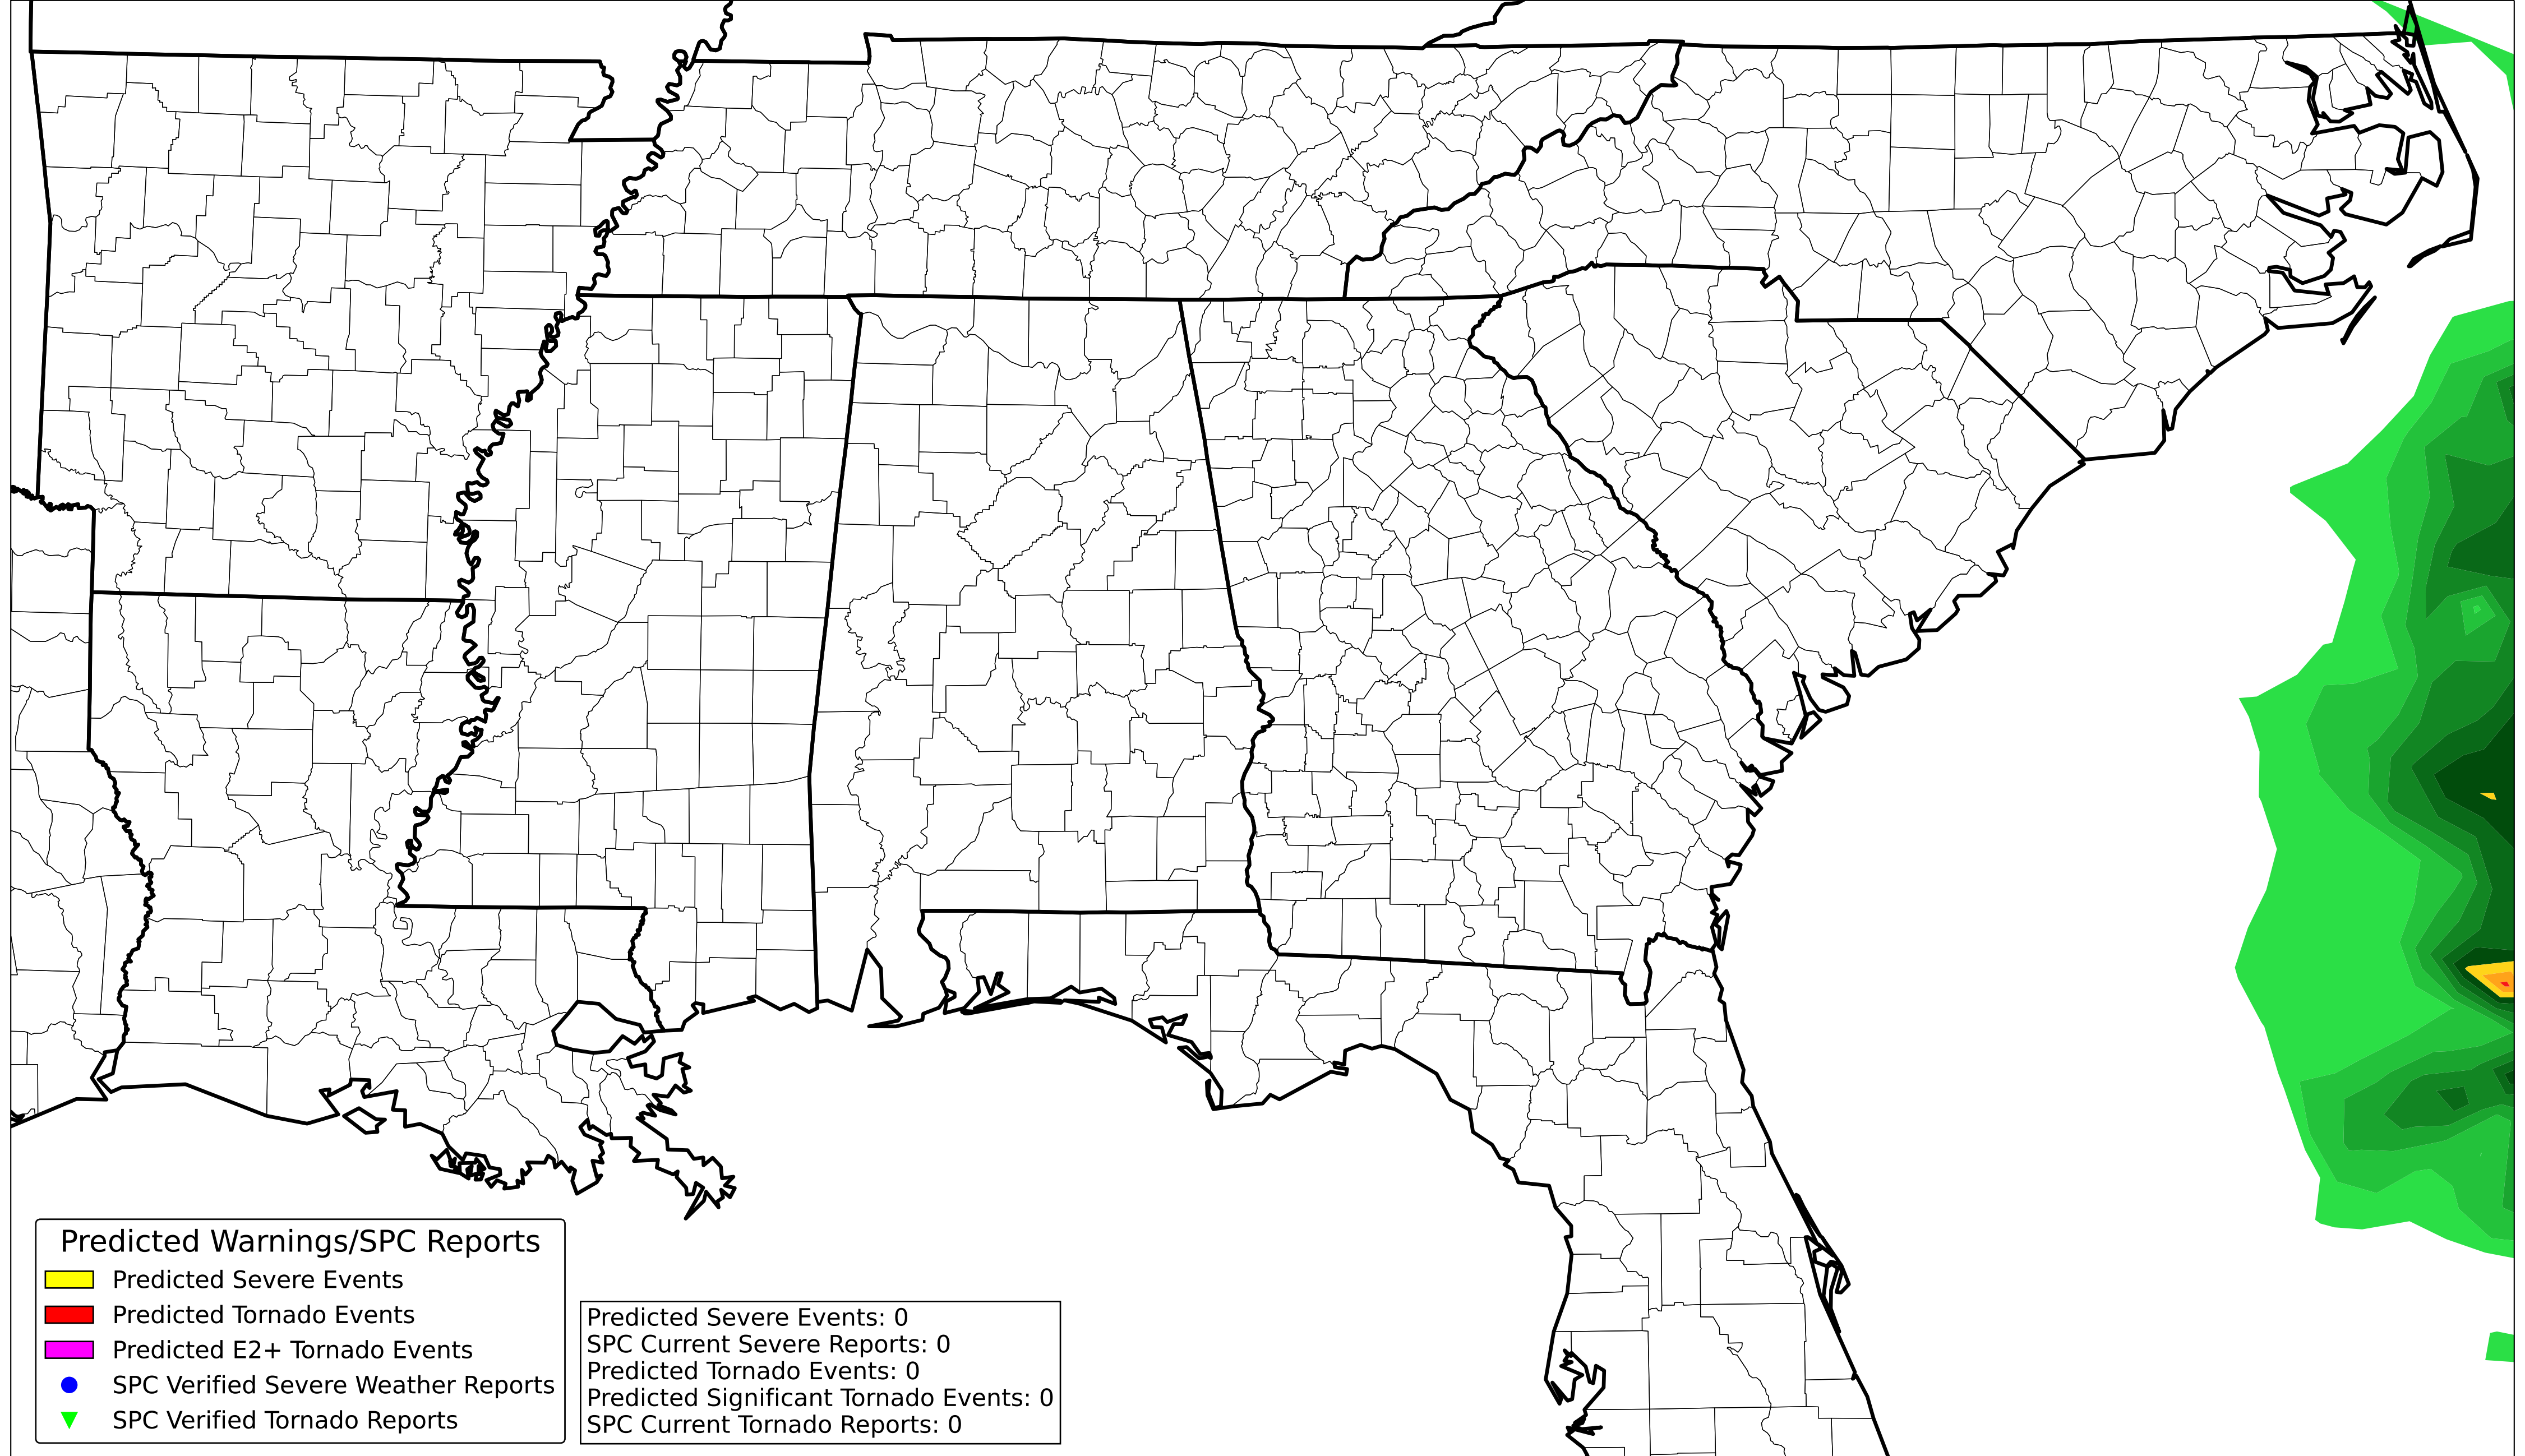 Predicted Warnings/SPC Reports
Predicted Severe Events
Predicted Tornado Events
Predicted E2+ Tornado Events
SPC Verified Severe Weather Reports
SPC Verified Tornado Reports
Predicted Severe Events: 0
SPC Current Severe Reports: 0
Predicted Tornado Events: 0
Predicted Significant Tornado Events: 0
SPC Current Tornado Reports: 0